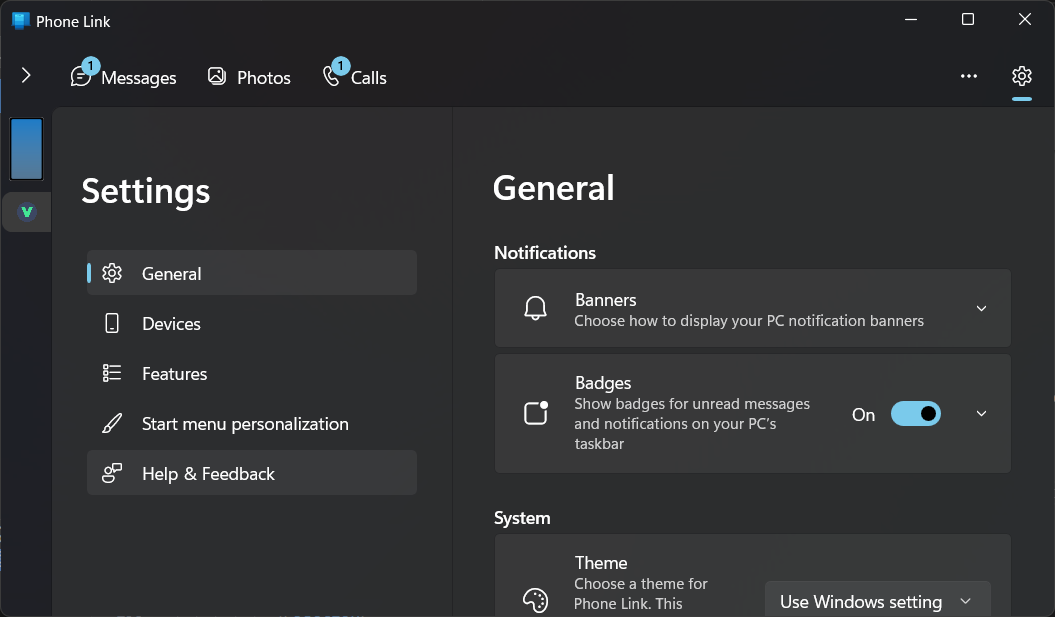 Phone Link
1
Messages
Photos
1
Calls
Settings
General
Devices
Features
Start menu personalization
Help & Feedback
General
Notifications
Banners
Choose how to display your PC notification banners
Badges
Show badges for unread messages
and notifications on your PC's
taskbar
On
System
Theme
Choose a theme for
Phone Link. This
Use Windows setting